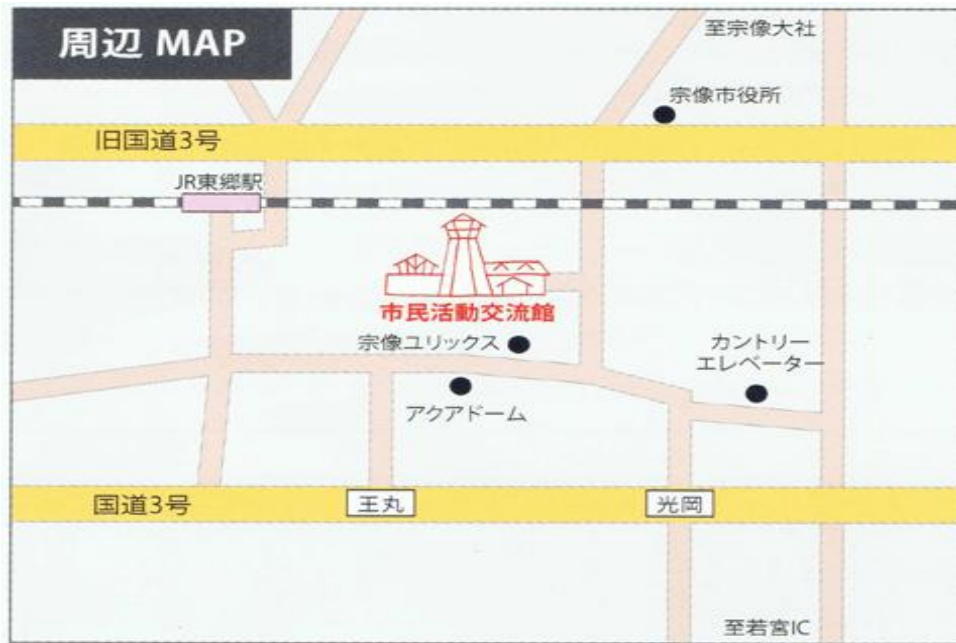 周辺 MAP
至宗像大社
宗像市役所
旧国道3号
JR東郷駅
市民活動交流館
宗像ユリックス
カントリー
エレベーター
アクアドーム
国道3号
王丸
光岡
至若宮IC